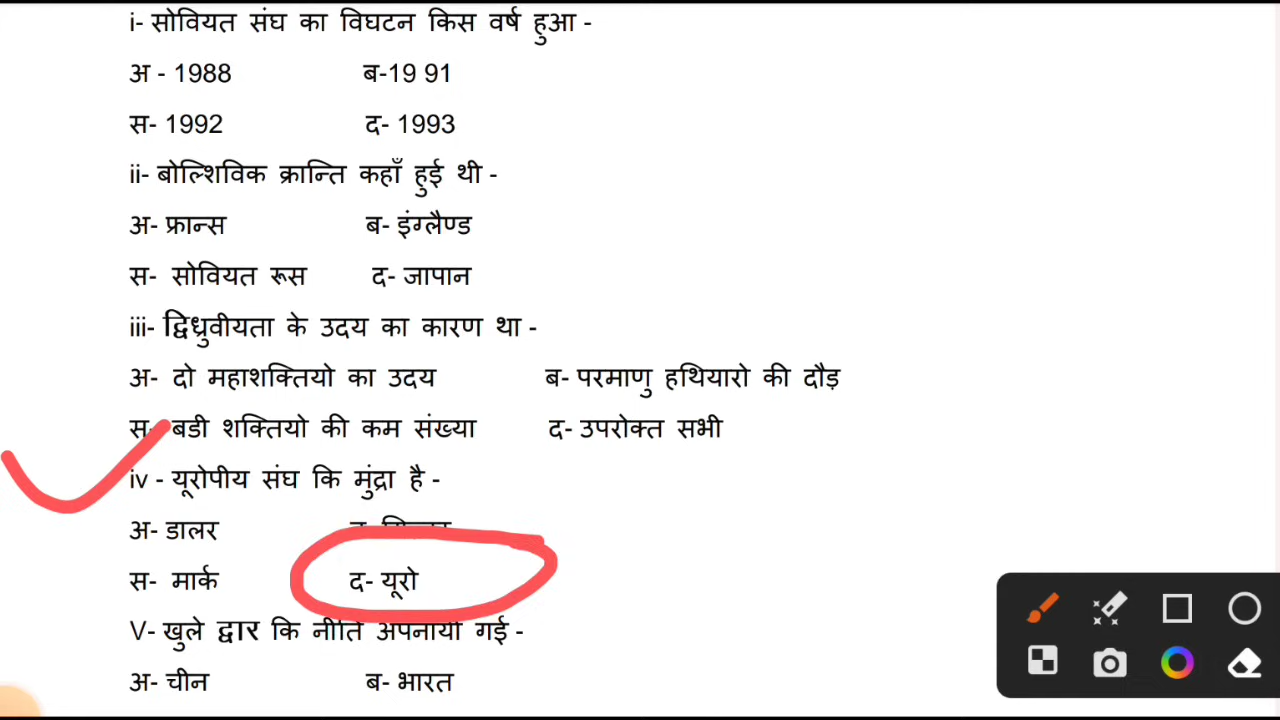 i- सोवियत संघ का विघटन किस वर्ष हुआ -
अ - 1988 ब-19 91
स- 1992 द- 1993
ii- बोल्शिविक क्रान्ति कहाँ हुई थी -
अ- फ्रान्स ब- इंग्लैण्ड
स- सोवियत रूस द- जापान
iii- द्विध्रुवीयता के उदय का कारण था -
अ- दो महाशक्तियो का उदय ब- परमाणु हथियारो की दौड़
स- बडी शक्तियो की कम संख्या द- उपरोक्त सभी
iv - यूरोपीय संघ कि मुंद्रा है -
अ- डालर
स- मार्क द- यूरो
V- खुले द्वार कि नीति अपनायी गई -
अ- चीन ब- भारत